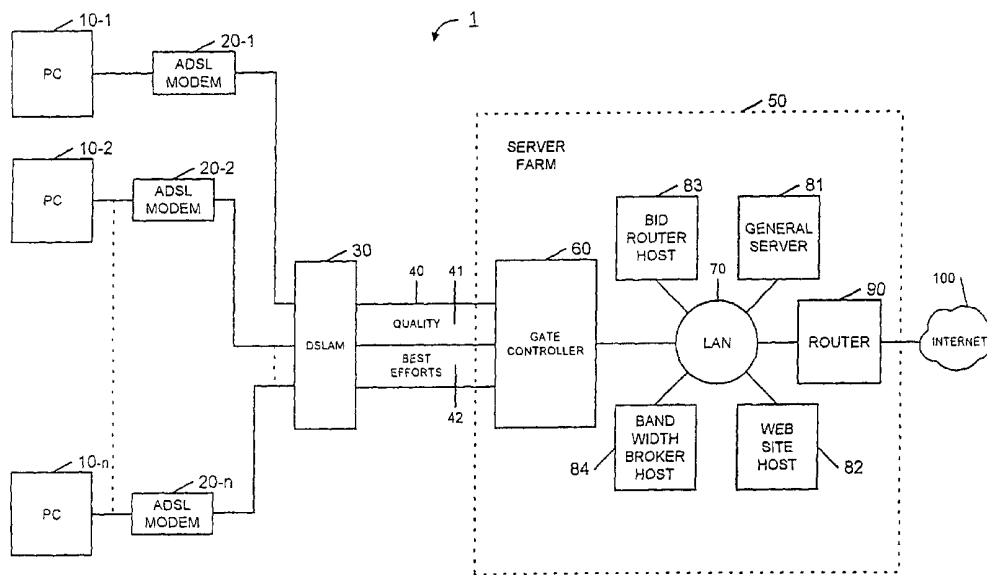 1
10-1
PC
20-1
ADSL
MODEM
10-2
PC
20-2
ADSL
MODEM
10-n
PC
20-n
ADSL
MODEM
30
DSLAM
40
41
QUALITY
BEST
EFFORTS
42
50
SERVER
FARM
60
GATE
CONTROLLER
83
BID
ROUTER
HOST
81
GENERAL
SERVER
70
LAN
90
ROUTER
100
INTERNET
BAND
WIDTH
BROKER
HOST
84
WEB
SITE
HOST
82